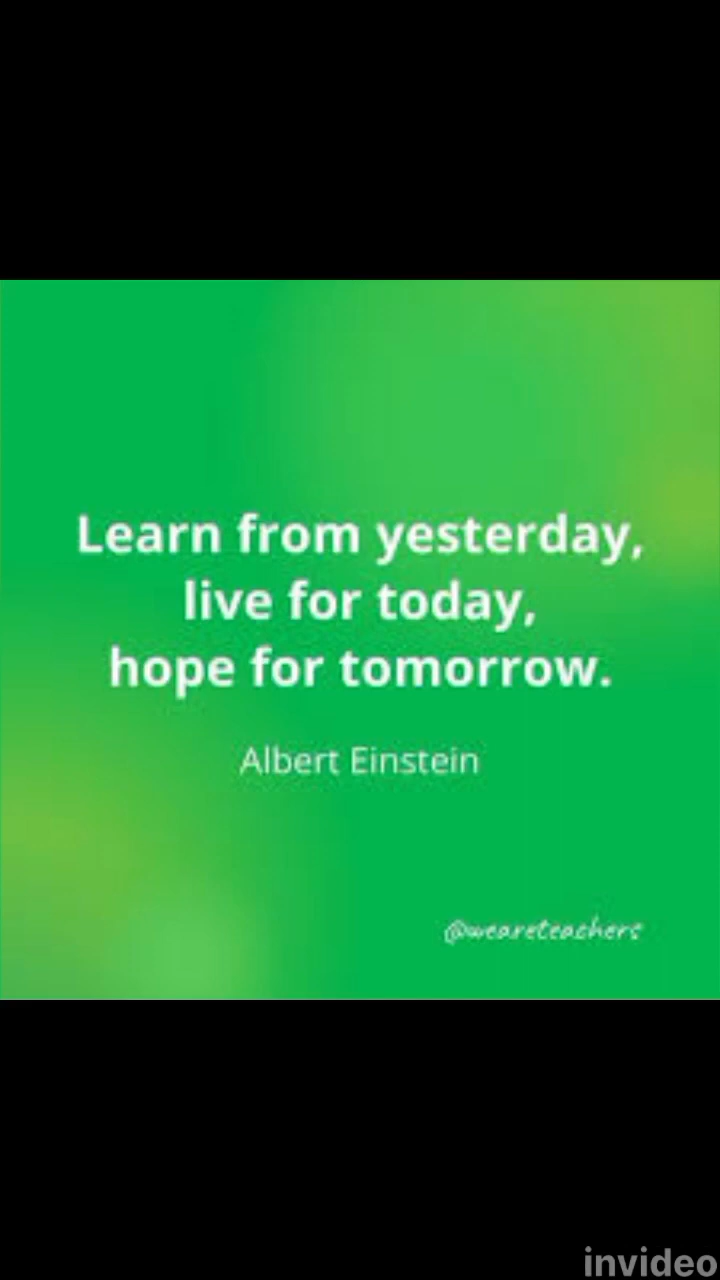 Learn from yesterday,
live for today,
hope for tomorrow.
Albert Einstein
@weareteachers
invideo